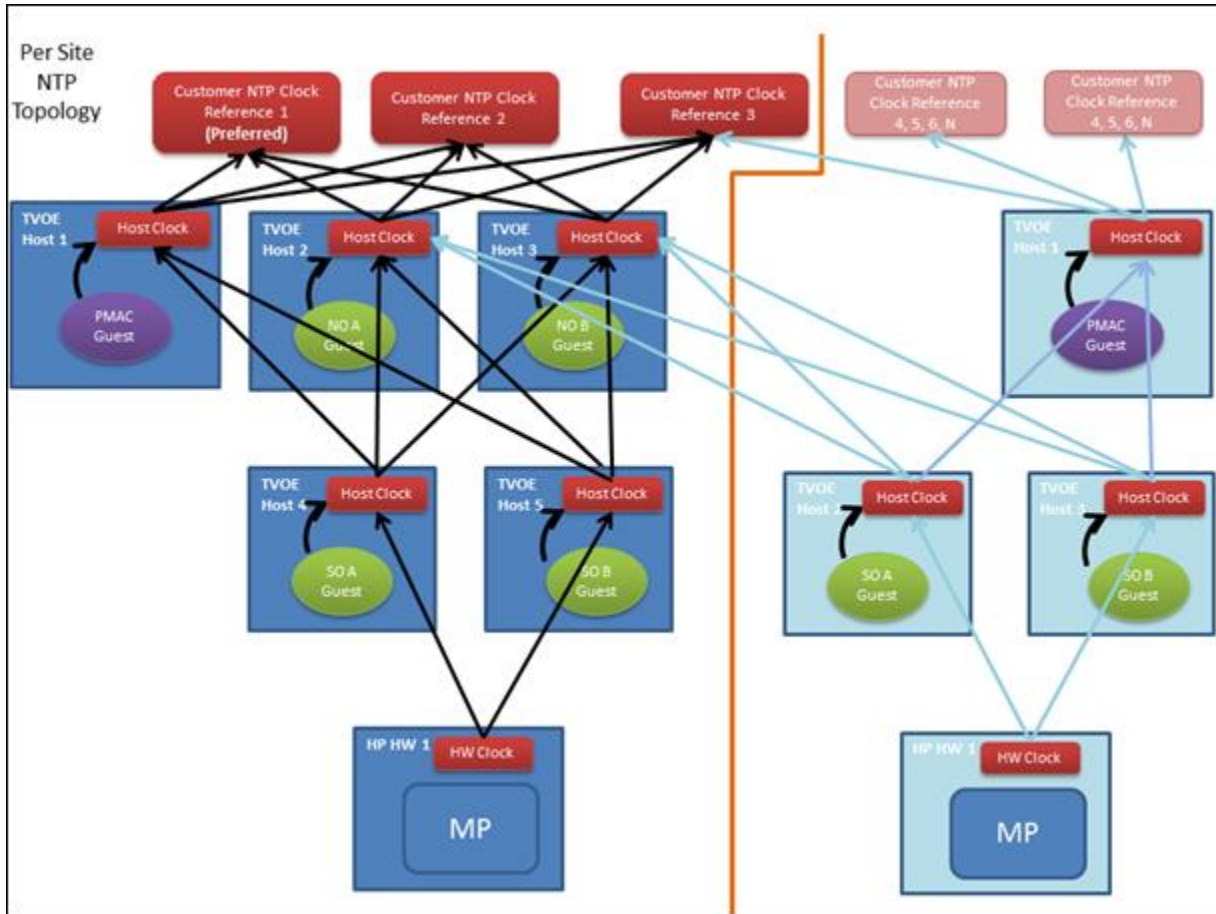 Per Site
NTP
Topology
Customer NTP Clock
Reference 1
(Preferred)
Customer NTP Clock
Reference 2
Customer NTP Clock
Reference 3
Customer NTP
Clock Reference
4, 5, 6, N
Customer NTP
Clock Reference
4, 5, 6, N
TVOE
Host 1
Host Clock
PMAC
Guest
TVOE
Host 2
Host Clock
NO A
Guest
TVOE
Host 3
Host Clock
NO B
Guest
TVOE
Host 1
Host Clock
PMAC
Guest
TVOE
Host 4
Host Clock
SO A
Guest
TVOE
Host 5
Host Clock
SO B
Guest
TVOE
Host
Host Clock
SO A
Guest
TVOE
Host
Host Clock
SO B
Guest
HP HW 1
HW Clock
MP
HP HW 1
HW Clock
MP